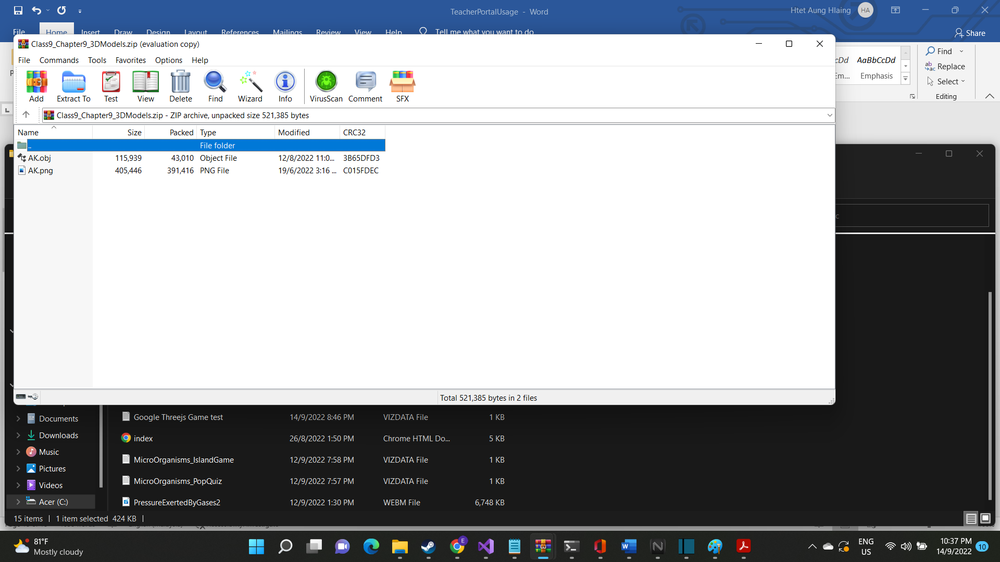 TeacherPortalUsage - Word
Htet Aung Hlaing
HA
File Home Insert Draw Design Layout References Mailings Review View Help Tell me what you want to do
Share
Class9_Chapter9_3DModels.zip (evaluation copy)
File Commands Tools Favorites Options Help
Add Extract To Test View Delete Find Wizard Info VirusScan Comment SFX
AaBbCcDd
Emphasis
Find
Replace
Select
Editing
Class9_Chapter9_3DModels.zip - ZIP archive, unpacked size 521,385 bytes
Name Size Packed Type Modified CRC32
.. File folder
AK.obj 115,939 43,010 Object File 12/8/2022 11:0... 3B65DFD3
AK.png 405,446 391,416 PNG File 19/6/2022 3:16 ... C015FDEC
Total 521,385 bytes in 2 files
Documents
Downloads
Music
Pictures
Videos
Acer (C:)
Google Threejs Game test 14/9/2022 8:46 PM VIZDATA File 1 KB
index 26/8/2022 1:50 PM Chrome HTML Do... 5 KB
MicroOrganisms_IslandGame 12/9/2022 7:58 PM VIZDATA File 1 KB
MicroOrganisms_PopQuiz 12/9/2022 7:57 PM VIZDATA File 1 KB
PressureExertedByGases2 12/9/2022 1:30 PM WEBM File 6,748 KB
15 items 1 item selected 424 KB
81°F
Mostly cloudy
E
ENG
US
10:37 PM
14/9/2022
10